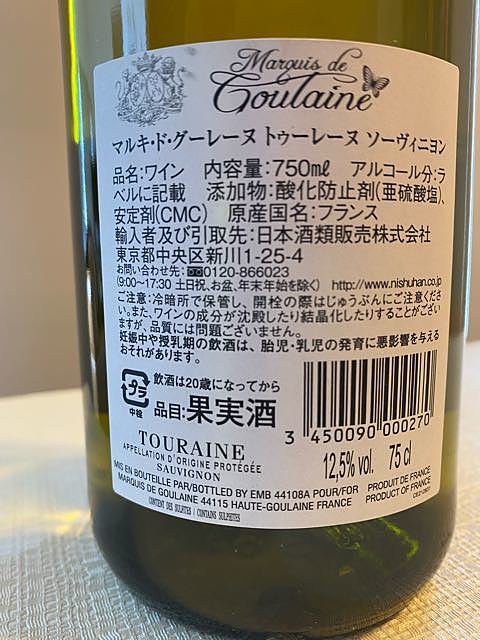 Marquis de
Goulaine
マルキ・ド・グーレーヌ トゥーレーヌ ソーヴィニヨン
品名:ワイン 内容量:750mℓ アルコール分:ラ
ベルに記載 添加物:酸化防止剤(亜硫酸塩)、
安定剤(CMC) 原産国名:フランス
輸入者及び引取先:日本酒類販売株式会社
東京都中央区新川1-25-4
お問い合わせ先:0120-866023
(9:00～17:30 土日祝、お盆、年末年始を除く) http://www.nishuhan.co.jp
ご注意:冷暗所で保管し、開栓の際はじゅうぶんにご注意ください。
また、ワインの成分が沈殿したり結晶化したりすることがござい
ますが、品質には問題ございません。
妊娠中や授乳期の飲酒は、胎児・乳児の発育に悪影響を与える
おそれがあります。
プラ
中栓
飲酒は20歳になってから
品目:果実酒
3 450090 000270
TOURAINE
APPELLATION D'ORIGINE PROTÉGÉE
SAUVIGNON
12,5% vol. 75 cl
MIS EN BOUTEILLE PAR/BOTTLED BY EMB 44108A POUR/FOR
MARQUIS DE GOULAINE 44115 HAUTE-GOULAINE FRANCE
PRODUIT DE FRANCE
PRODUCT OF FRANCE
CONTIENT DES SULFITES / CONTAINS SULPHITES